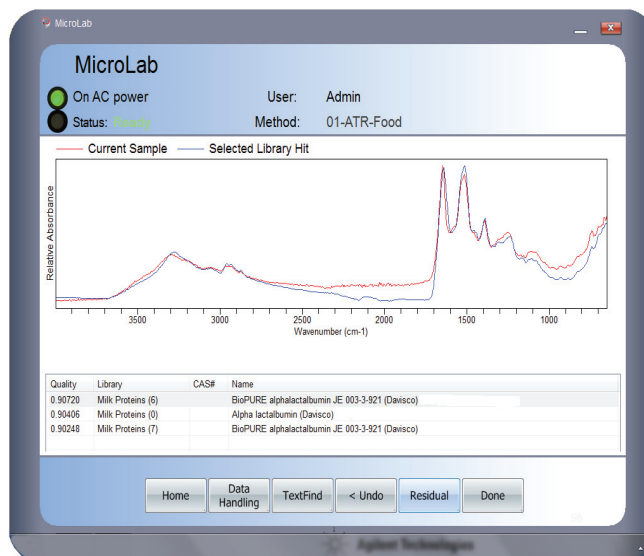 MicroLab
MicroLab
On AC power
User: Admin
Status: Ready
Method: 01-ATR-Food
Current Sample
Selected Library Hit
Relative Absorbance
3500 3000 2500 2000 1500 1000
Wavenumber (cm-1)
Quality Library CAS# Name
0.90720 Milk Proteins (6) BioPURE alphalactalbumin JE 003-3-921 (Davisco)
0.90406 Milk Proteins (0) Alpha lactalbumin (Davisco)
0.90248 Milk Proteins (7) BioPURE alphalactalbumin JE 003-3-921 (Davisco)
Home
Data
Handling
TextFind
< Undo
Residual
Done
Agilent Technologies